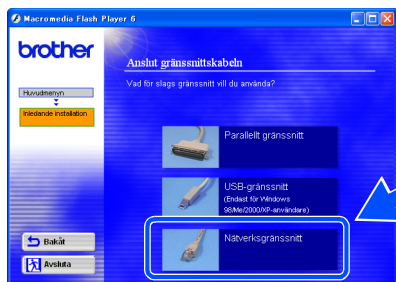 Macromedia Flash Player 6
brother
Anslut gränssnittskabeln
Vad för slags gränssnitt vill du använda?
Huvudmenyn
Inledande installation
Parallellt gränssnitt
USB-gränssnitt
(Endast för Windows
98/Me/2000/XP-användare)
Nätverksgränssnitt
Bakåt
Avsluta